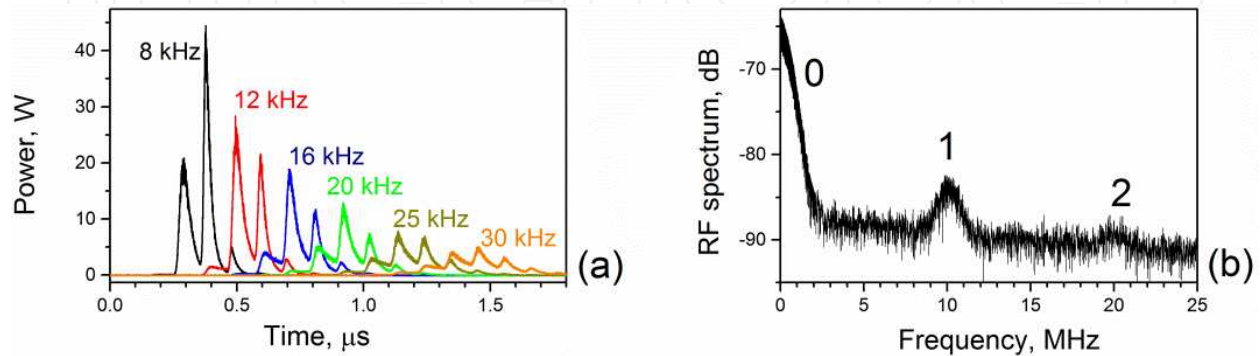 8 kHz
12 kHz
16 kHz
20 kHz
25 kHz
30 kHz
Power, W
40
30
20
10
0
0.0 0.5 1.0 1.5
Time, μs
(a)
0
1
2
RF spectrum, dB
-70
-80
-90
0 5 10 15 20 25
Frequency, MHz
(b)